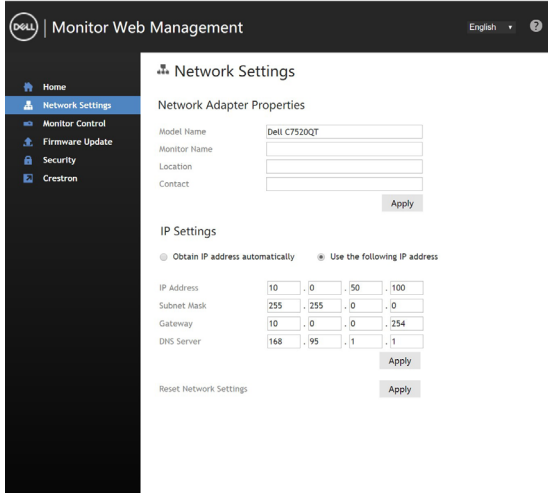 DELL | Monitor Web Management
English
?
Home
Network Settings
Monitor Control
Firmware Update
Security
Crestron
Network Settings
Network Adapter Properties
Model Name Dell C7520QT
Monitor Name
Location
Contact
Apply
IP Settings
Obtain IP address automatically Use the following IP address
IP Address 10 . 0 . 50 . 100
Subnet Mask 255 . 255 . 0 . 0
Gateway 10 . 0 . 0 . 254
DNS Server 168 . 95 . 1 . 1
Apply
Reset Network Settings Apply